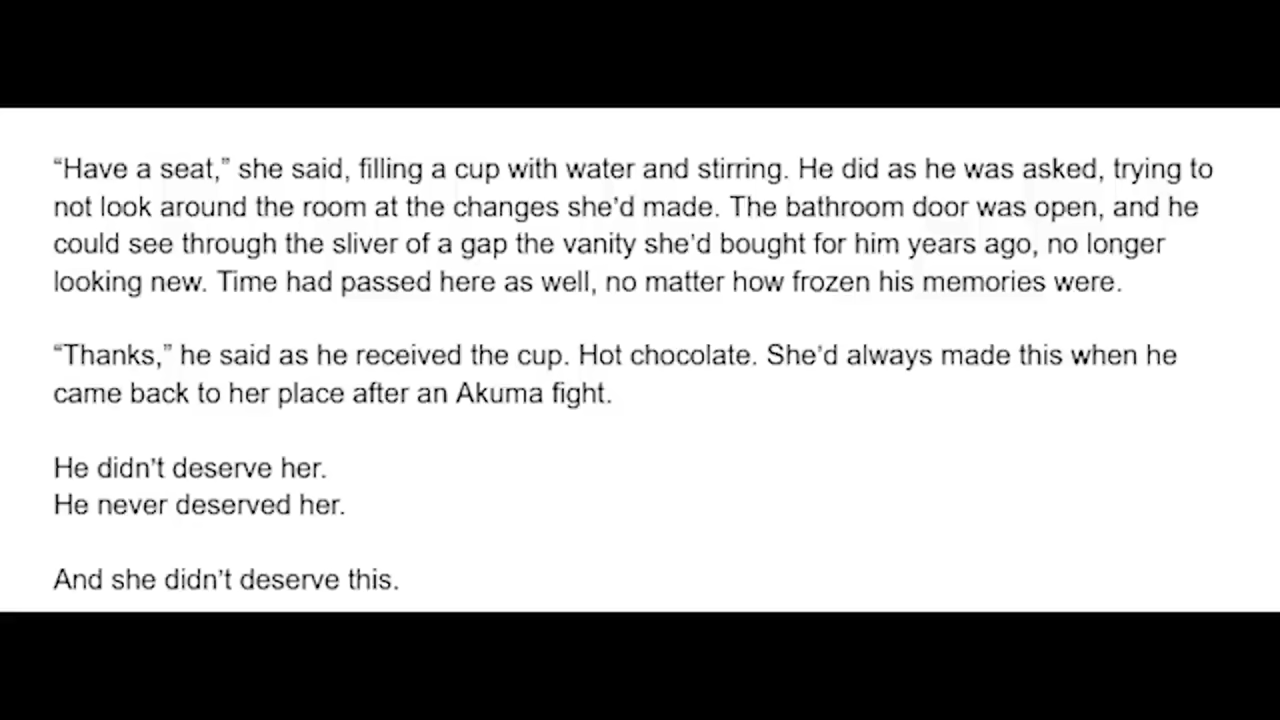 “Have a seat,” she said, filling a cup with water and stirring. He did as he was asked, trying to
not look around the room at the changes she’d made. The bathroom door was open, and he
could see through the sliver of a gap the vanity she’d bought for him years ago, no longer
looking new. Time had passed here as well, no matter how frozen his memories were.
“Thanks,” he said as he received the cup. Hot chocolate. She’d always made this when he
came back to her place after an Akuma fight.
He didn’t deserve her.
He never deserved her.
And she didn’t deserve this.